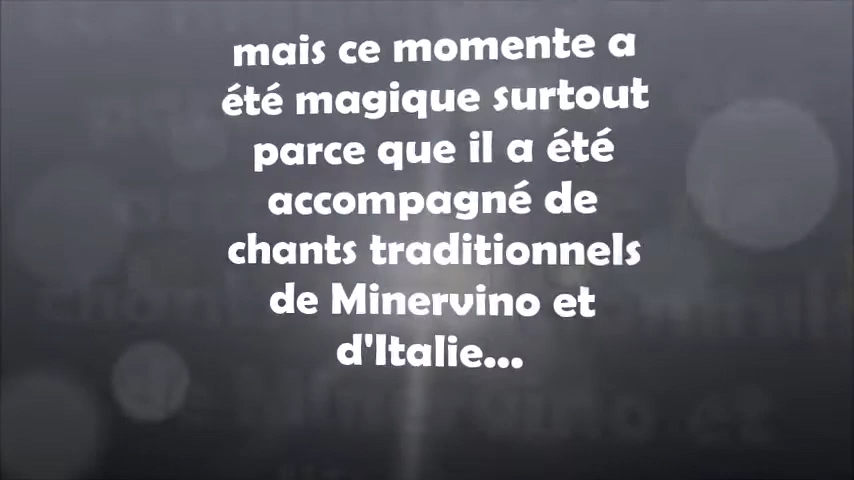 mais ce momente a
été magique surtout
parce que il a été
accompagné de
chants traditionnels
de Minervino et
d'Italie...